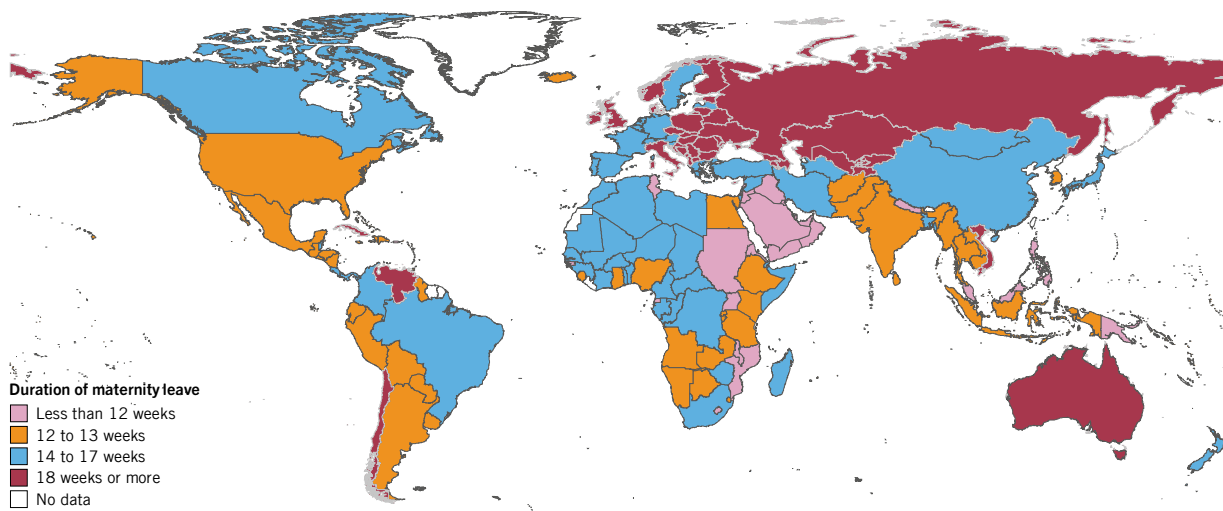 Duration of maternity leave
Less than 12 weeks
12 to 13 weeks
14 to 17 weeks
18 weeks or more
No data